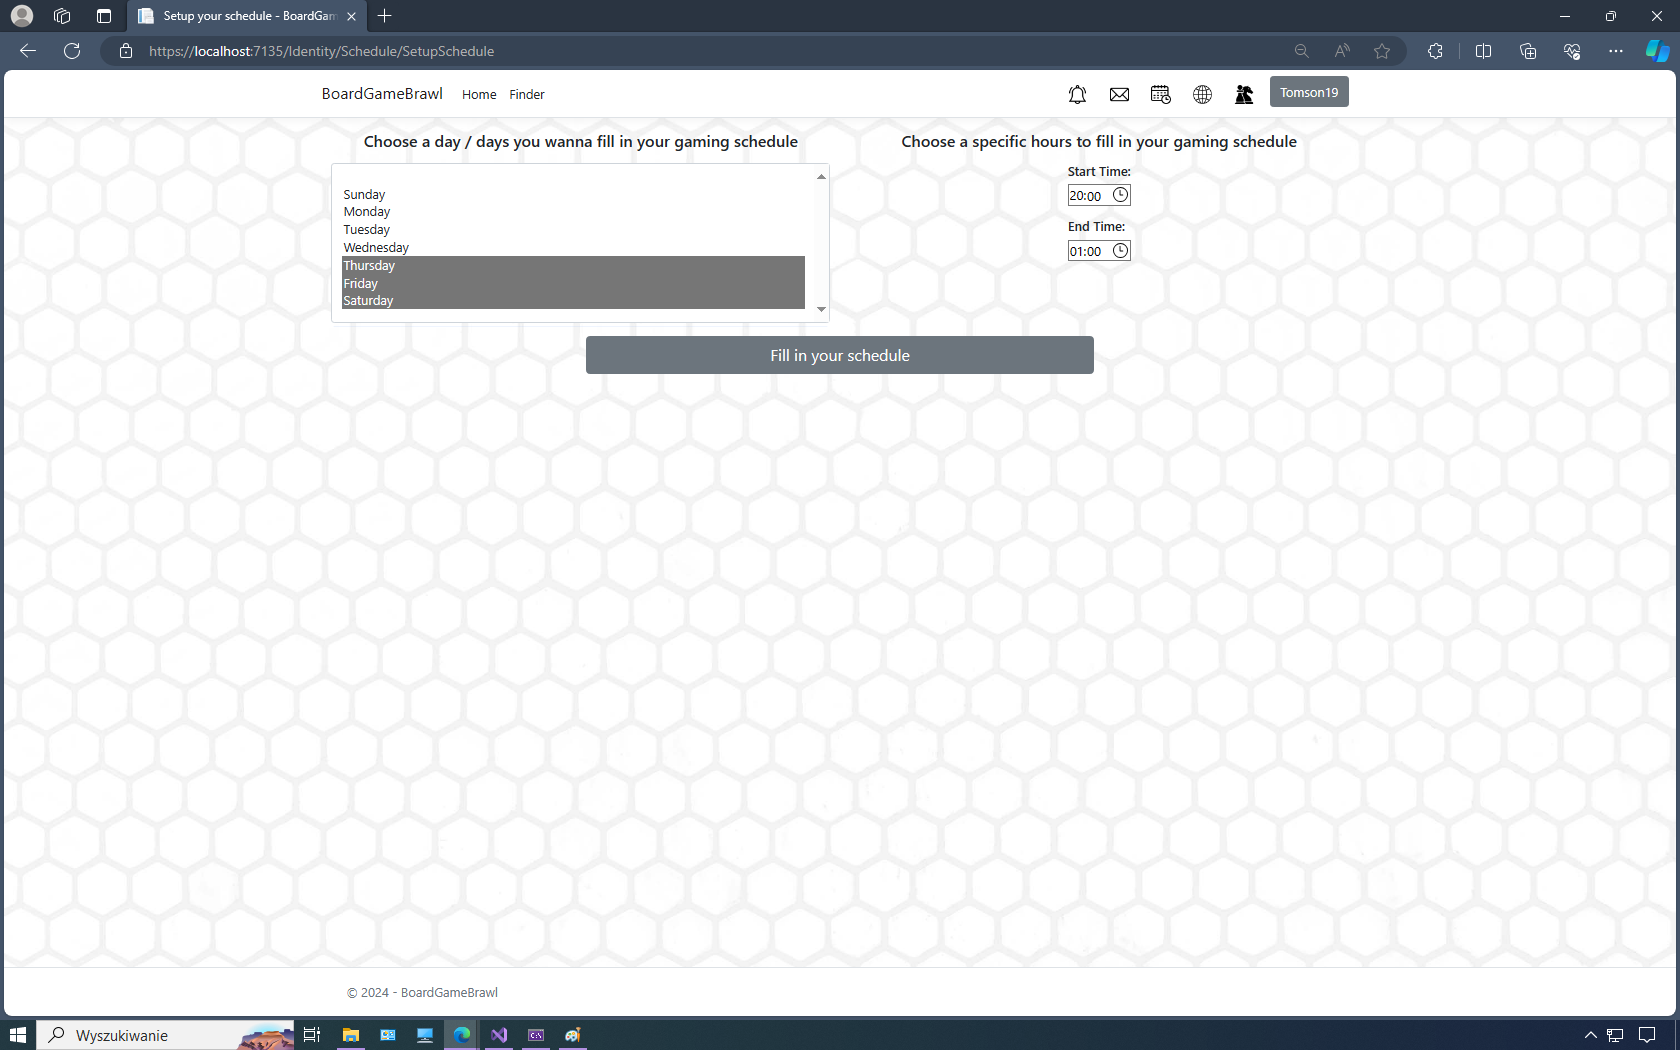 Setup your schedule - BoardGam
https://localhost:7135/Identity/Schedule/SetupSchedule
BoardGameBrawl Home Finder Tomson19
Choose a day / days you wanna fill in your gaming schedule
Sunday
Monday
Tuesday
Wednesday
Thursday
Friday
Saturday
Choose a specific hours to fill in your gaming schedule
Start Time:
20:00
End Time:
01:00
Fill in your schedule
© 2024 - BoardGameBrawl
Wyszukiwanie